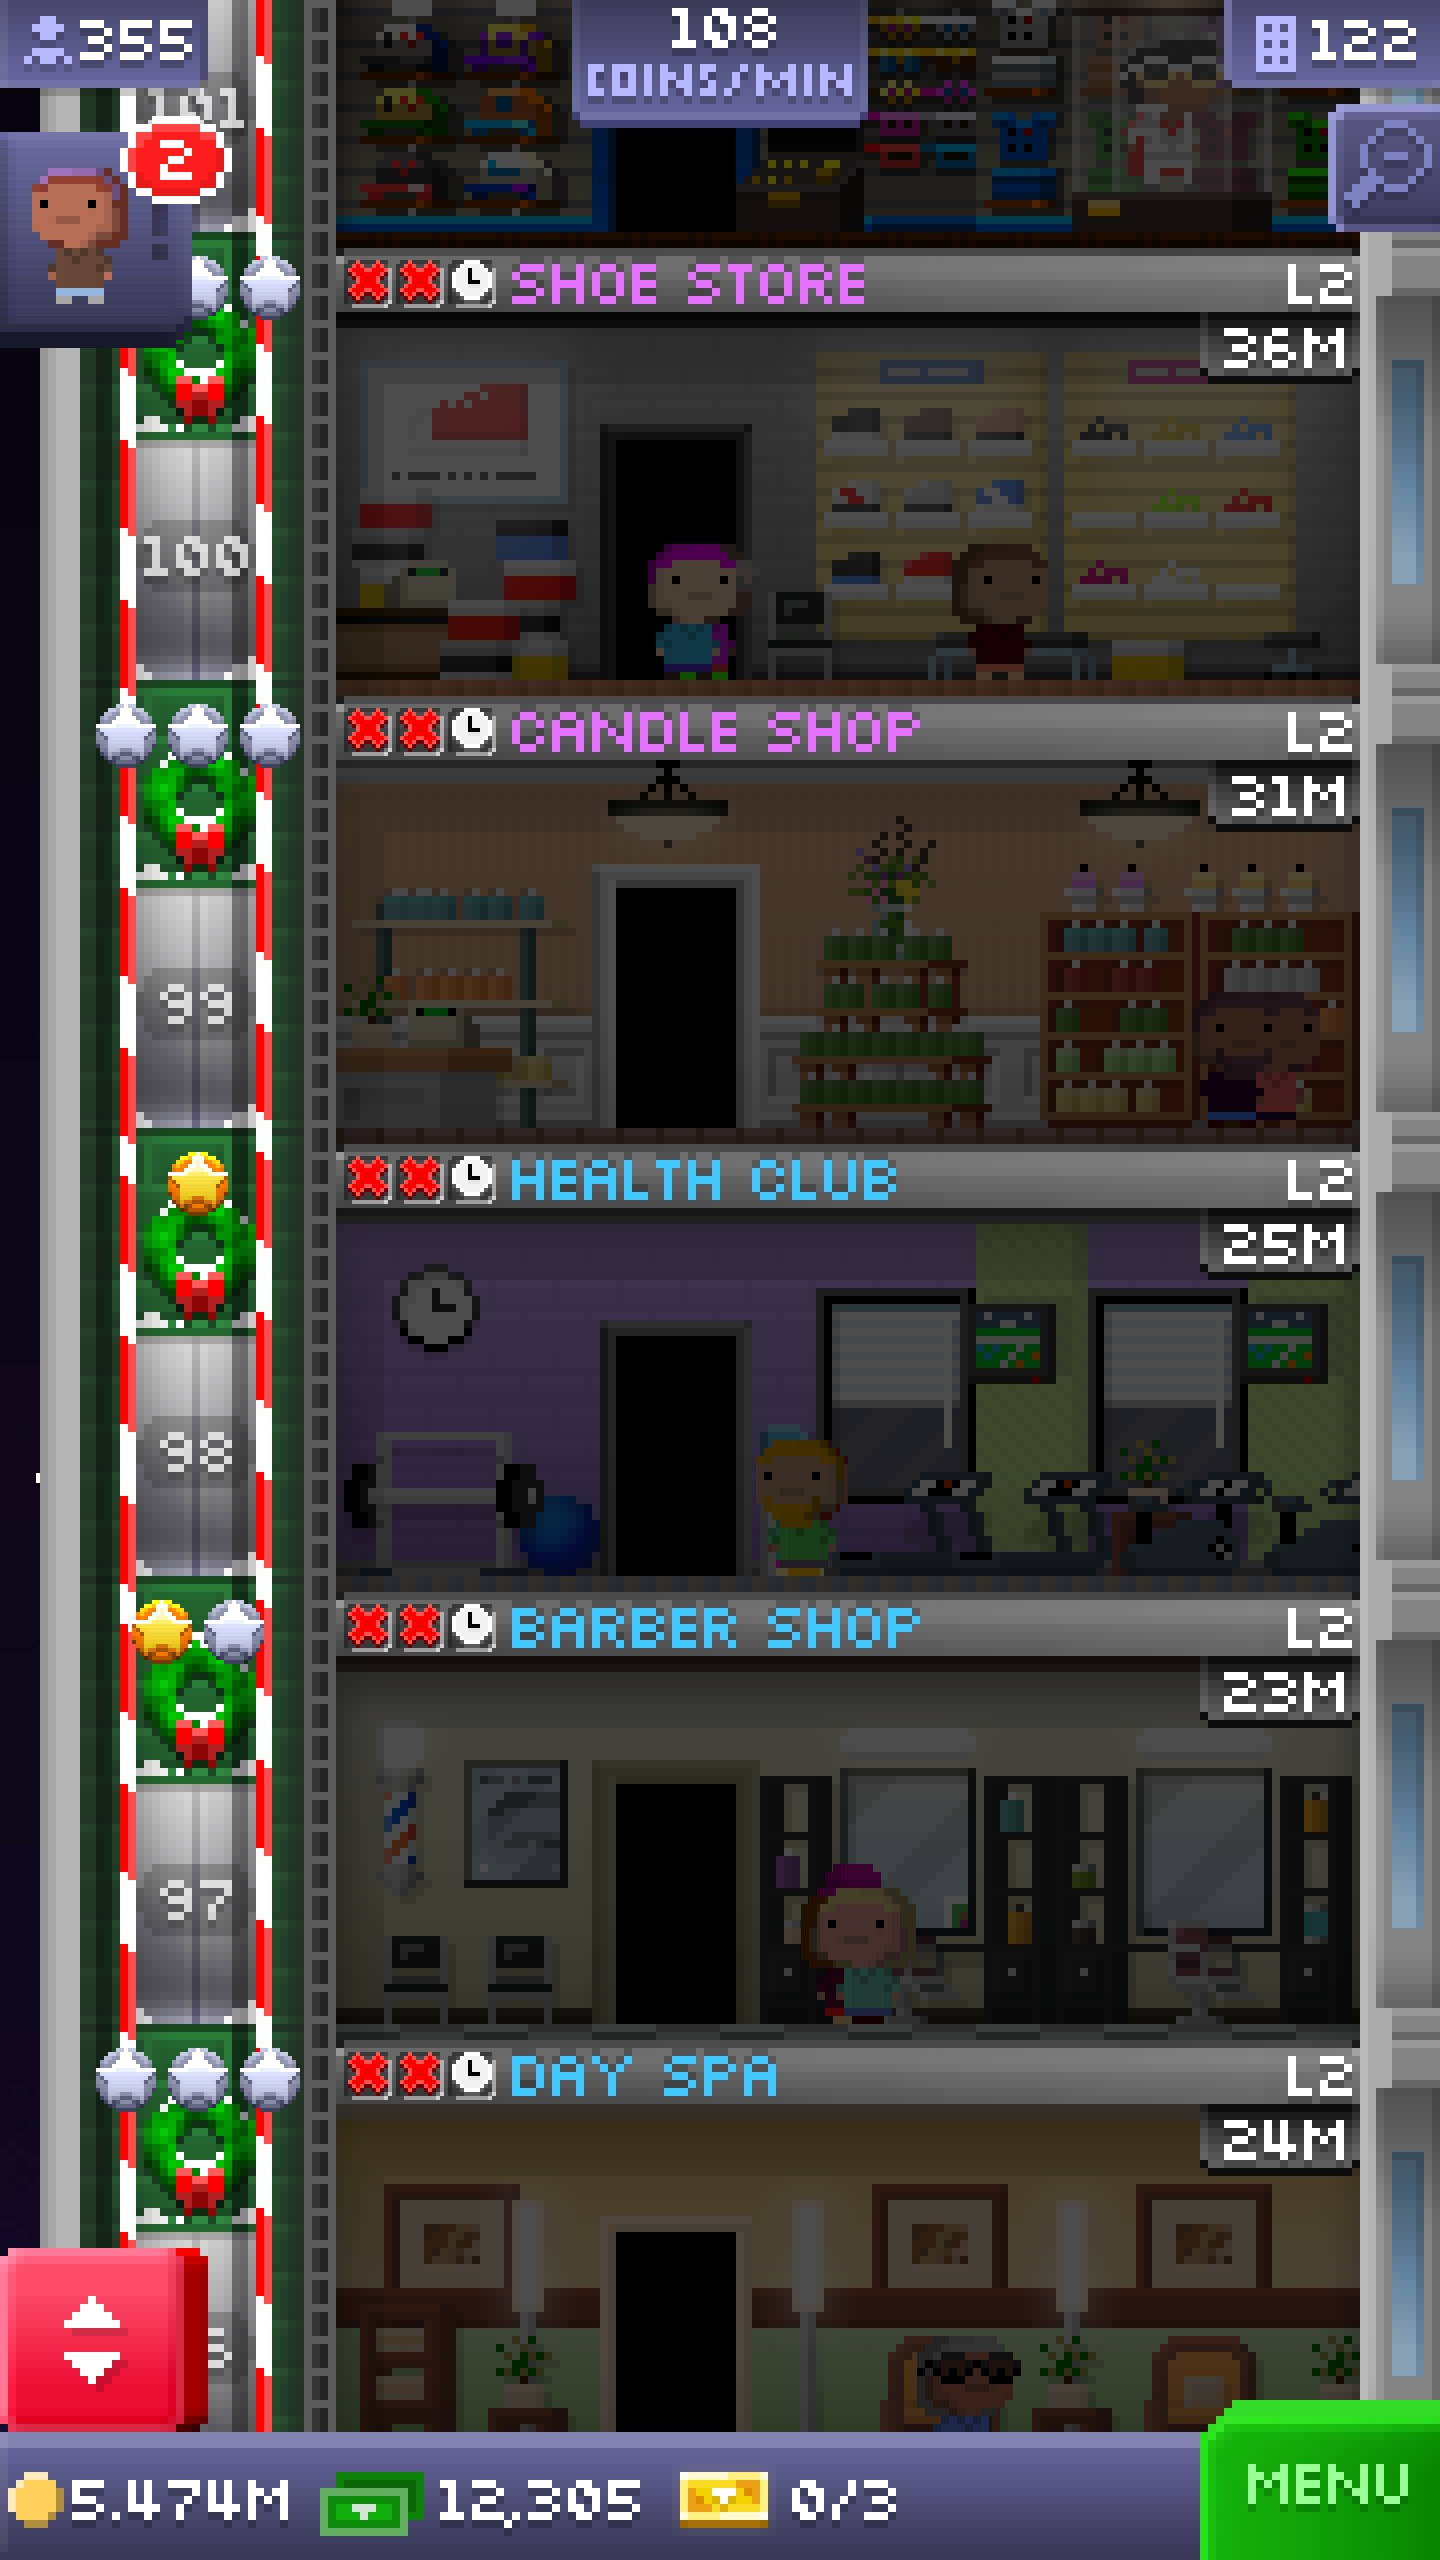 355
108
COINS/MIN
122
101
2
SHOE STORE L2
36M
100
CANDLE SHOP L2
31M
99
HEALTH CLUB L2
25M
98
BARBER SHOP L2
23M
97
DAY SPA L2
24M
5.474M 12,305 0/3 MENU